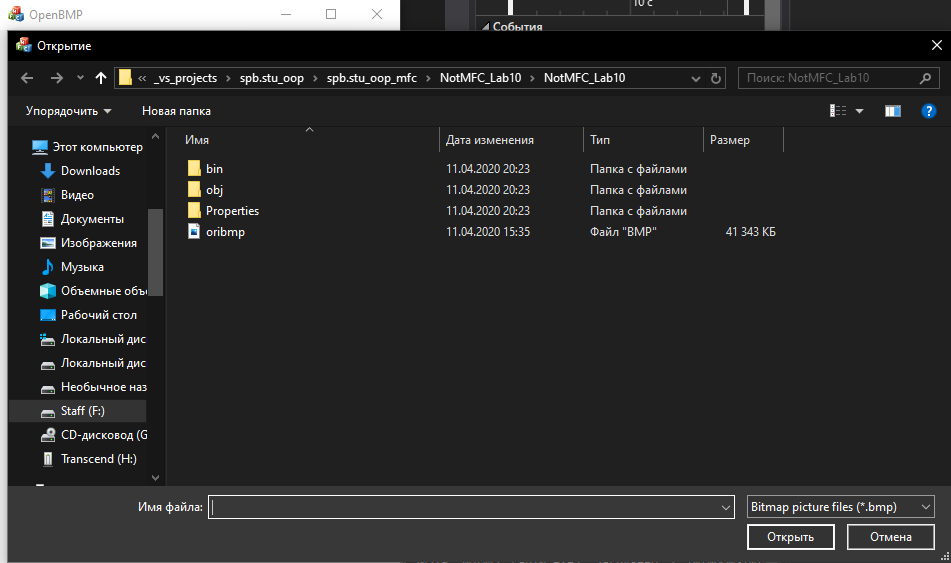 OpenBMP
10 с
События
Открытие
« _vs_projects › spb.stu_oop › spb.stu_oop_mfc › NotMFC_Lab10 › NotMFC_Lab10
Поиск: NotMFC_Lab10
Упорядочить
Новая папка
Имя
Дата изменения
Тип
Размер
Этот компьютер
Downloads
Видео
Документы
Изображения
Музыка
Объемные объе
Рабочий стол
Локальный дис
Локальный дис
Необычное наз
Staff (F:)
CD-дисковод (G
Transcend (H:)
bin 11.04.2020 20:23 Папка с файлами
obj 11.04.2020 20:23 Папка с файлами
Properties 11.04.2020 20:23 Папка с файлами
oribmp 11.04.2020 15:35 Файл "BMP" 41 343 КБ
Имя файла:
Bitmap picture files (*.bmp)
Открыть
Отмена